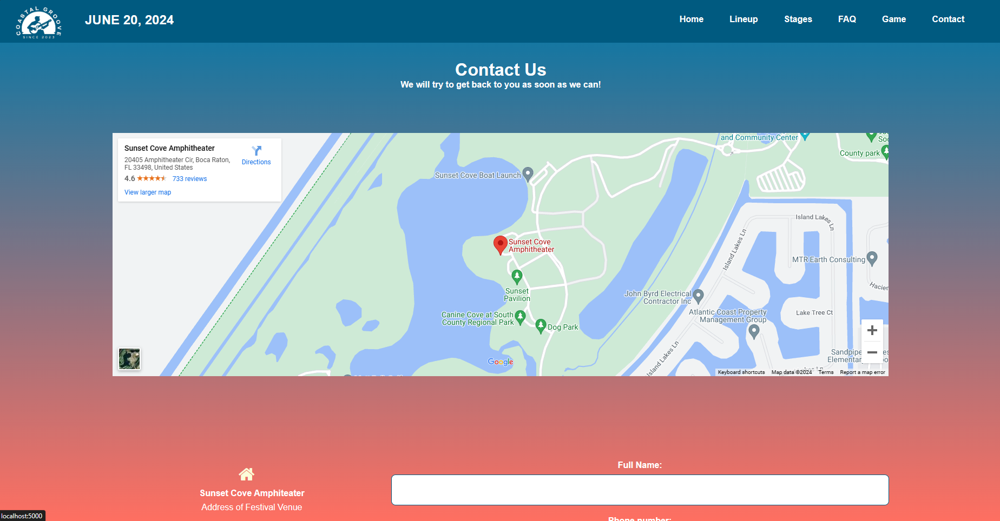 COASTAL GROOVE
SINCE 2023
JUNE 20, 2024
Home
Lineup
Stages
FAQ
Game
Contact
Contact Us
We will try to get back to you as soon as we can!
Sunset Cove Amphitheater
20405 Amphitheater Cir, Boca Raton,
FL 33498, United States
4.6
733 reviews
View larger map
Directions
and Community Center
County park
Sunset Cove Boat Launch
Sunset Cove
Amphitheater
Sunset
Pavilion
Canine Cove at South
County Regional Park
Dog Park
Island Lakes Ln
Island Lakes Ln
Island Lakes Ln
MTR Earth Consulting
John Byrd Electrical
Contractor Inc
Atlantic Coast Property
Management Group
Lake Tree Ct
Google
Keyboard shortcuts
Map data ©2024
Terms
Report a map error
Full Name:
Sunset Cove Amphiteater
Address of Festival Venue
Phone number:
localhost:5000